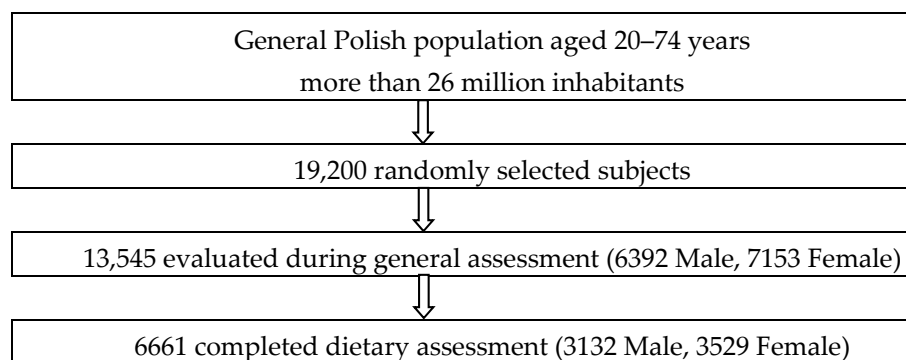 General Polish population aged 20–74 years
more than 26 million inhabitants
19,200 randomly selected subjects
13,545 evaluated during general assessment (6392 Male, 7153 Female)
6661 completed dietary assessment (3132 Male, 3529 Female)